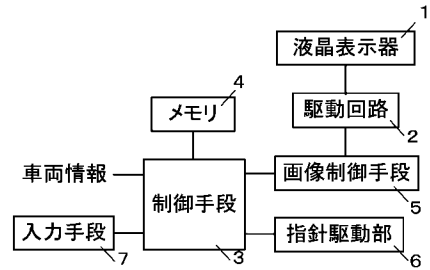 1
液晶表示器
4
メモリ
駆動回路
2
車両情報
制御手段
画像制御手段
5
入力手段
7
3
指針駆動部
6